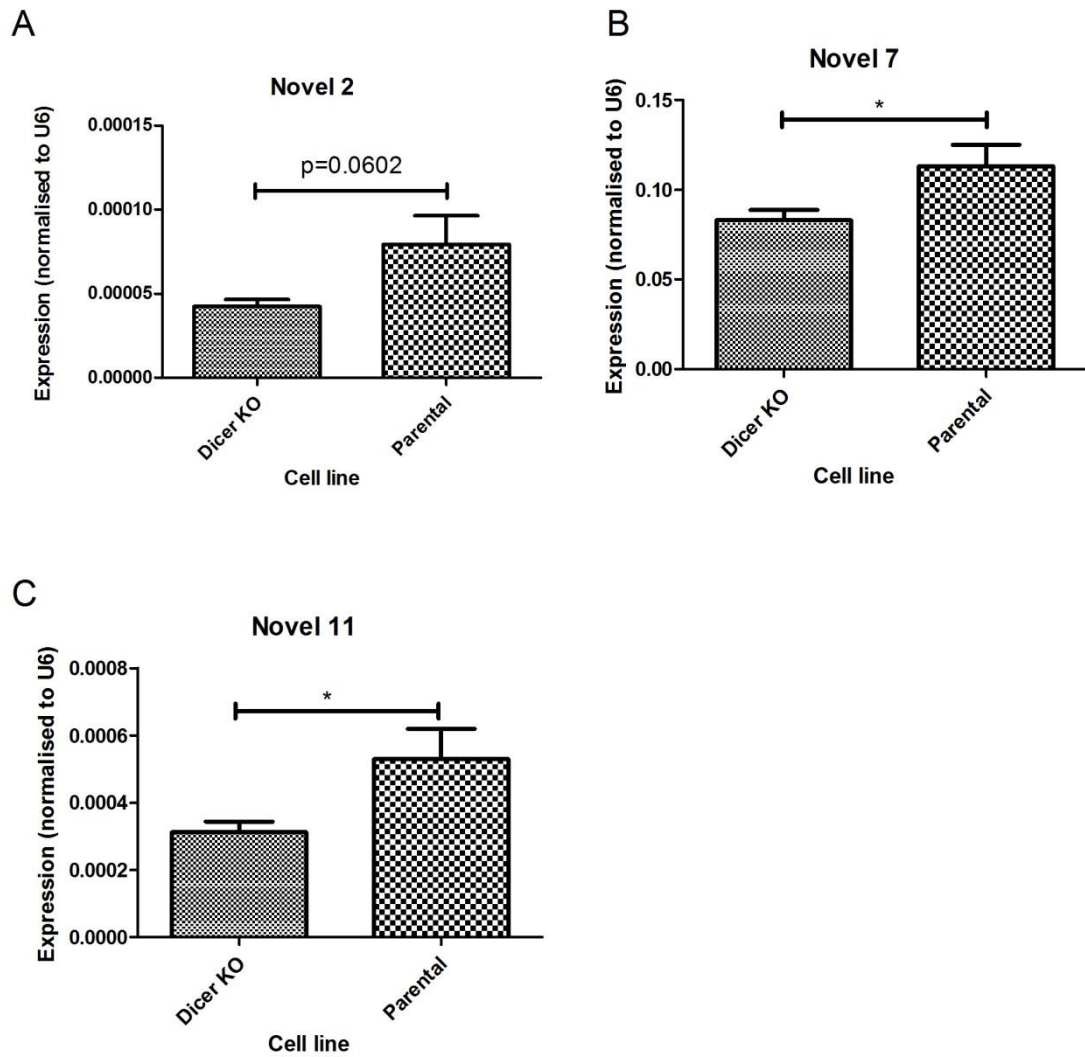 A
Novel 2
Expression (normalised to U6)
0.00015
0.00010
0.00005
0.00000
p=0.0602
Dicer KO
Parental
Cell line
B
Novel 7
Expression (normalised to U6)
0.15
0.10
0.05
0.00
*
Dicer KO
Parental
Cell line
C
Novel 11
Expression (normalised to U6)
0.0008
0.0006
0.0004
0.0002
0.0000
*
Dicer KO
Parental
Cell line